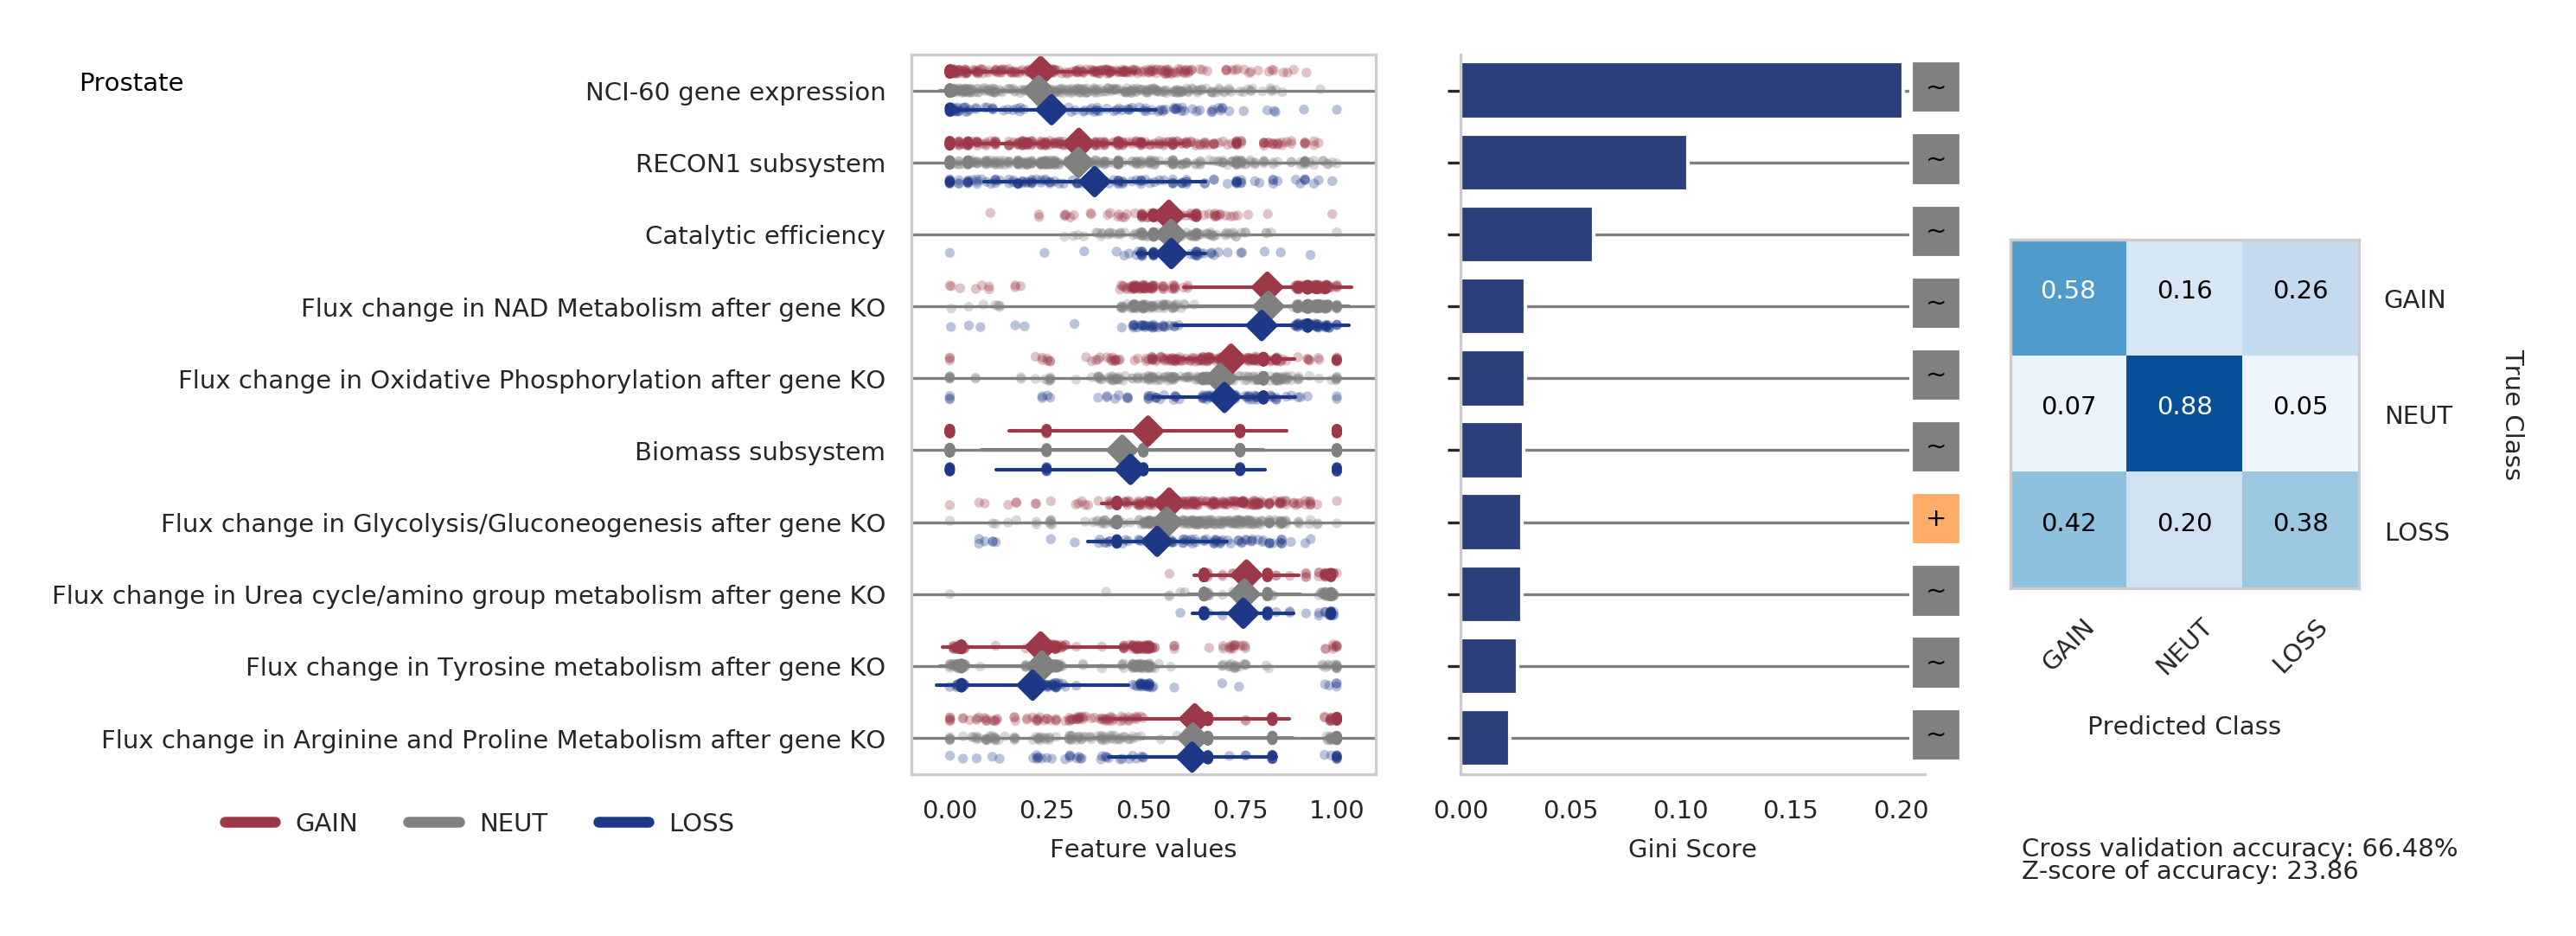 Prostate
NCI-60 gene expression
RECON1 subsystem
Catalytic efficiency
Flux change in NAD Metabolism after gene KO
Flux change in Oxidative Phosphorylation after gene KO
Biomass subsystem
Flux change in Glycolysis/Gluconeogenesis after gene KO
Flux change in Urea cycle/amino group metabolism after gene KO
Flux change in Tyrosine metabolism after gene KO
Flux change in Arginine and Proline Metabolism after gene KO
GAIN NEUT LOSS
0.00 0.25 0.50 0.75 1.00
Feature values
~
~
~
~
~
~
+
~
~
~
0.00 0.05 0.10 0.15 0.20
Gini Score
0.58 0.16 0.26 GAIN
0.07 0.88 0.05 NEUT
0.42 0.20 0.38 LOSS
True Class
GAIN NEUT LOSS
Predicted Class
Cross validation accuracy: 66.48%
Z-score of accuracy: 23.86